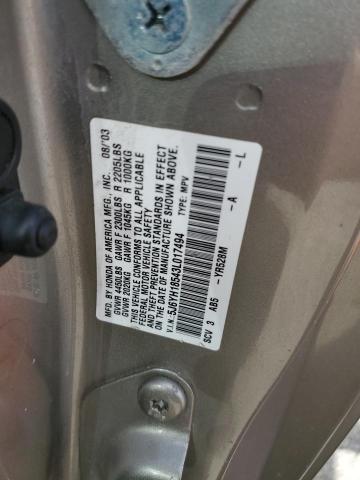 MFD. BY HONDA OF AMERICA MFG., INC. 08/'03
GVWR 4450LBS GAWR F 2300LBS R 2205LBS
GVWR 2020KG GAWR F 1045KG R 1000KG
THIS VEHICLE CONFORMS TO ALL APPLICABLE
FEDERAL MOTOR VEHICLE SAFETY
AND THEFT PREVENTION STANDARDS IN EFFECT
ON THE DATE OF MANUFACTURE SHOWN ABOVE.
V.I.N. 5J6YH18543L017494 TYPE: MPV
SCV 3 AB5 - YR528M - A - L